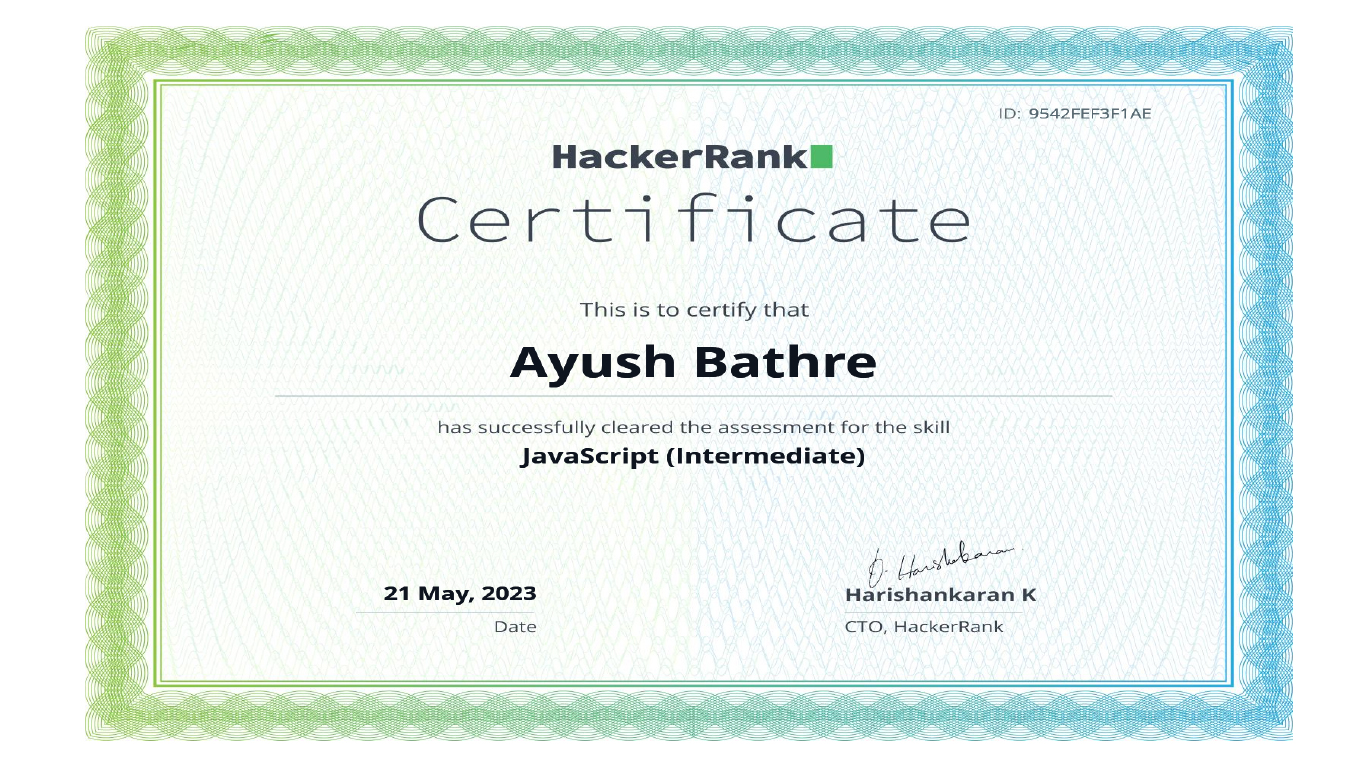 ID: 9542FEF3F1AE
HackerRank
Certificate
This is to certify that
Ayush Bathre
has successfully cleared the assessment for the skill
JavaScript (Intermediate)
D. Harishankaran
21 May, 2023
Harishankaran K
Date
CTO, HackerRank